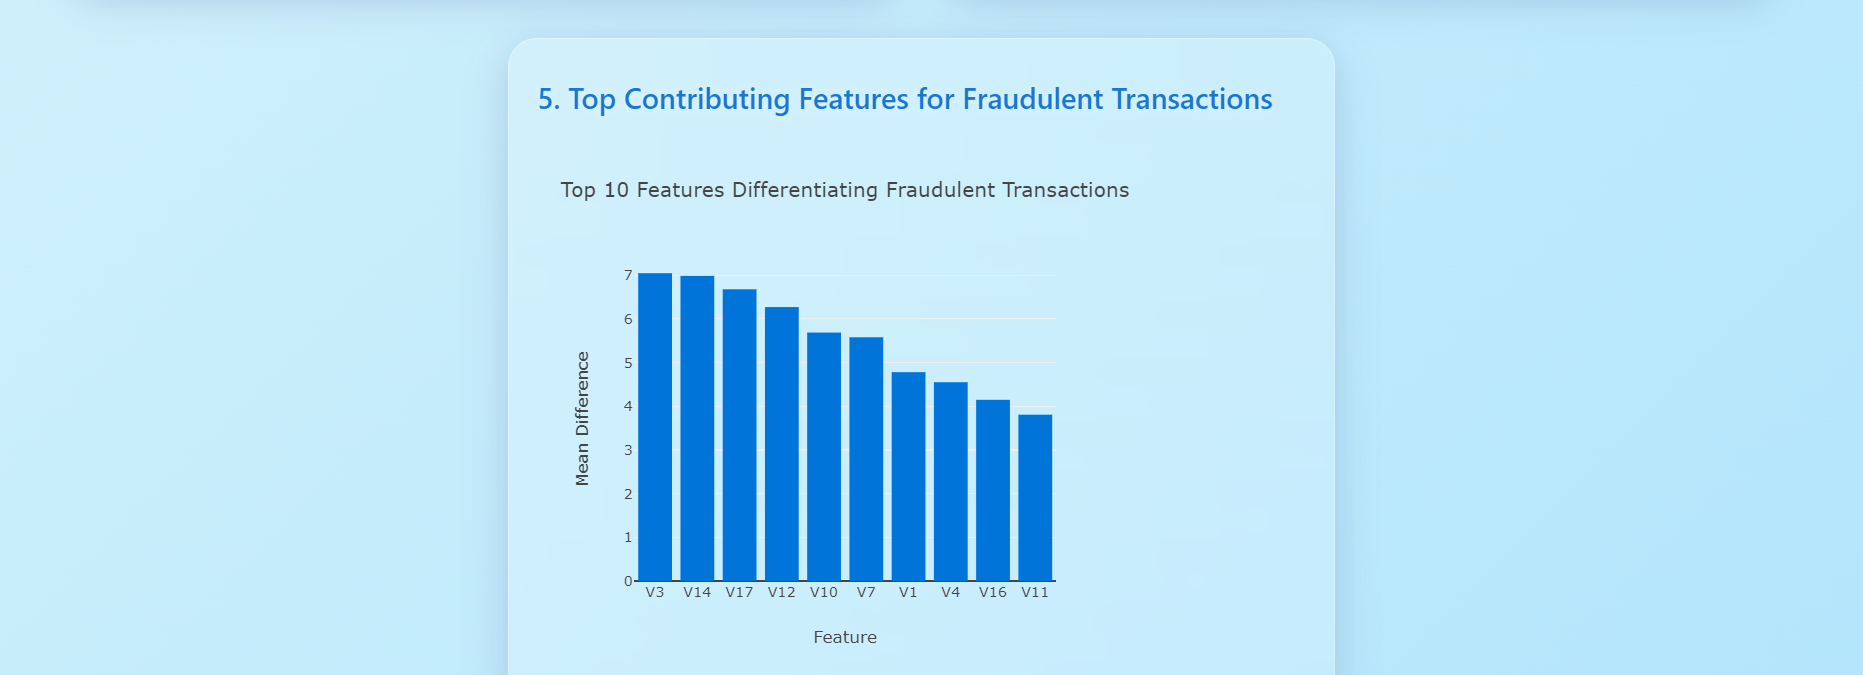 5. Top Contributing Features for Fraudulent Transactions
Top 10 Features Differentiating Fraudulent Transactions
7
6
5
4
3
2
1
0
Mean Difference
V3 V14 V17 V12 V10 V7 V1 V4 V16 V11
Feature